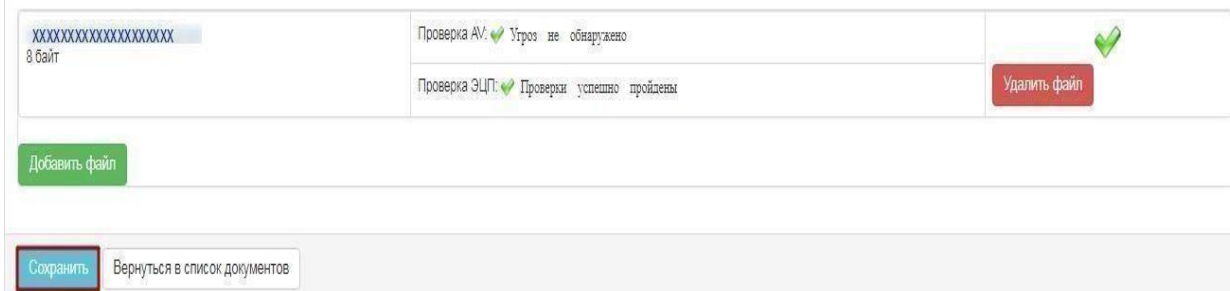 XXXXXXXXXXXXXXXXXXXX
8 байт
Проверка AV: Угроз не обнаружено
Проверка ЭЦП: Проверки успешно пройдены
Удалить файл
Добавить файл
Сохранить Вернуться в список документов